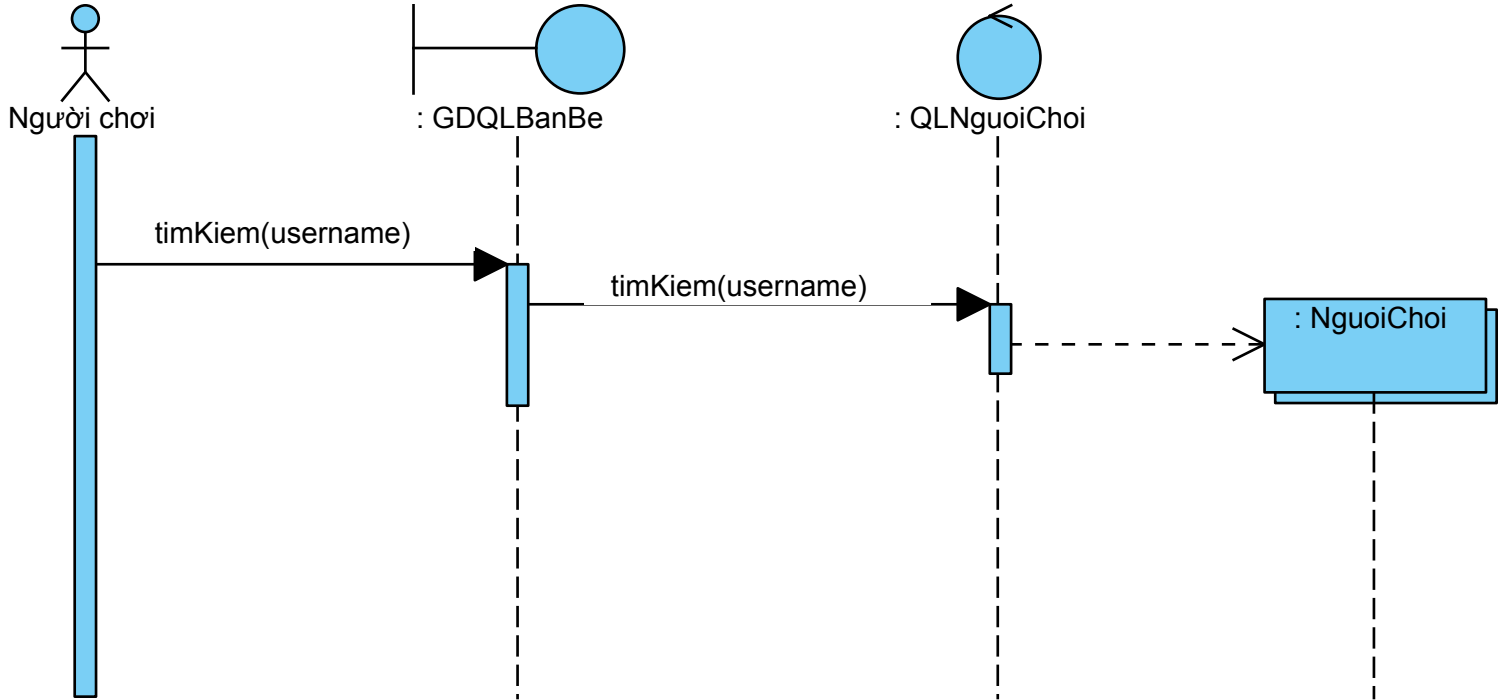 Người chơi
: GDQLBanBe
: QLNguoiChoi
timKiem(username)
timKiem(username)
: NguoiChoi